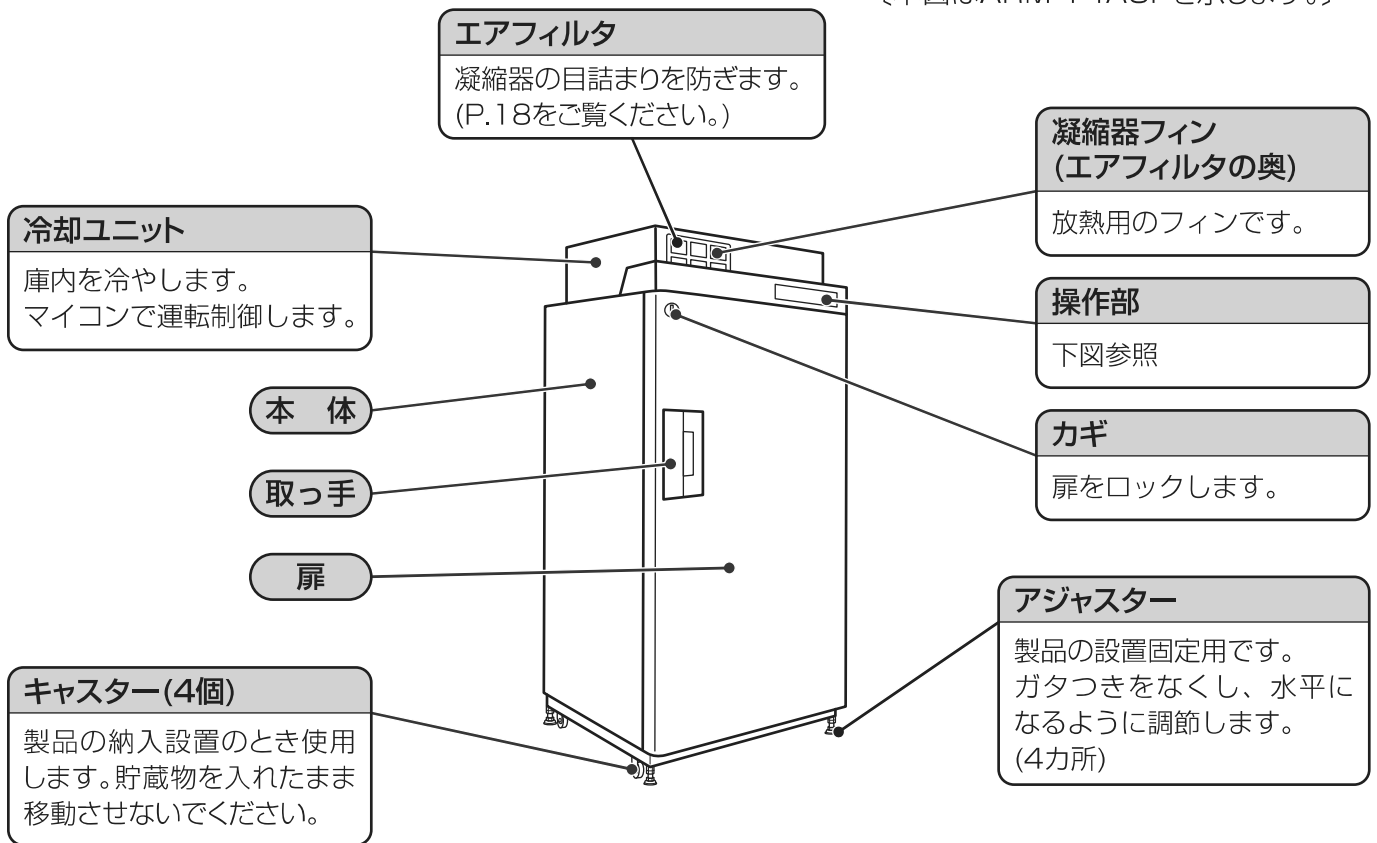 エアフィルタ
凝縮器の目詰まりを防ぎます。
(P.18をご覧ください。)
凝縮器フィン
(エアフィルタの奥)
放熱用のフィンです。
冷却ユニット
庫内を冷やします。
マイコンで運転制御します。
操作部
下図参照
本 体
カギ
扉をロックします。
取っ手
扉
アジャスター
製品の設置固定用です。
ガタつきをなくし、水平に
なるように調節します。
(4カ所)
キャスター(4個)
製品の納入設置のとき使用
します。貯蔵物を入れたまま
移動させないでください。